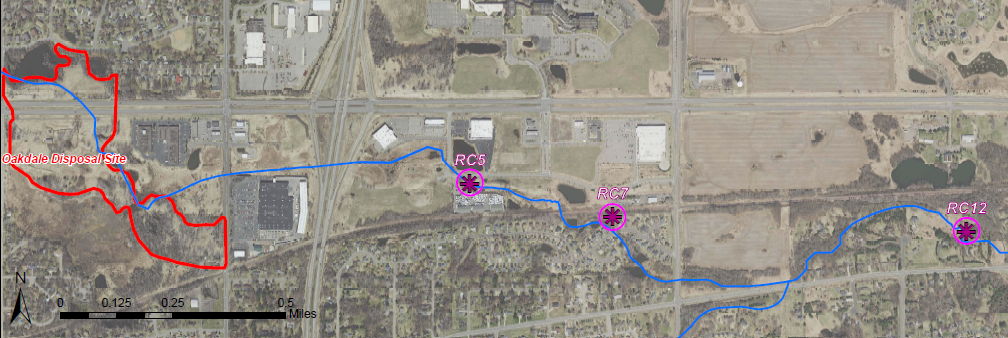 Oakdale Disposal Site
RC5
RC7
RC12
N
0 0.125 0.25 0.5
Miles